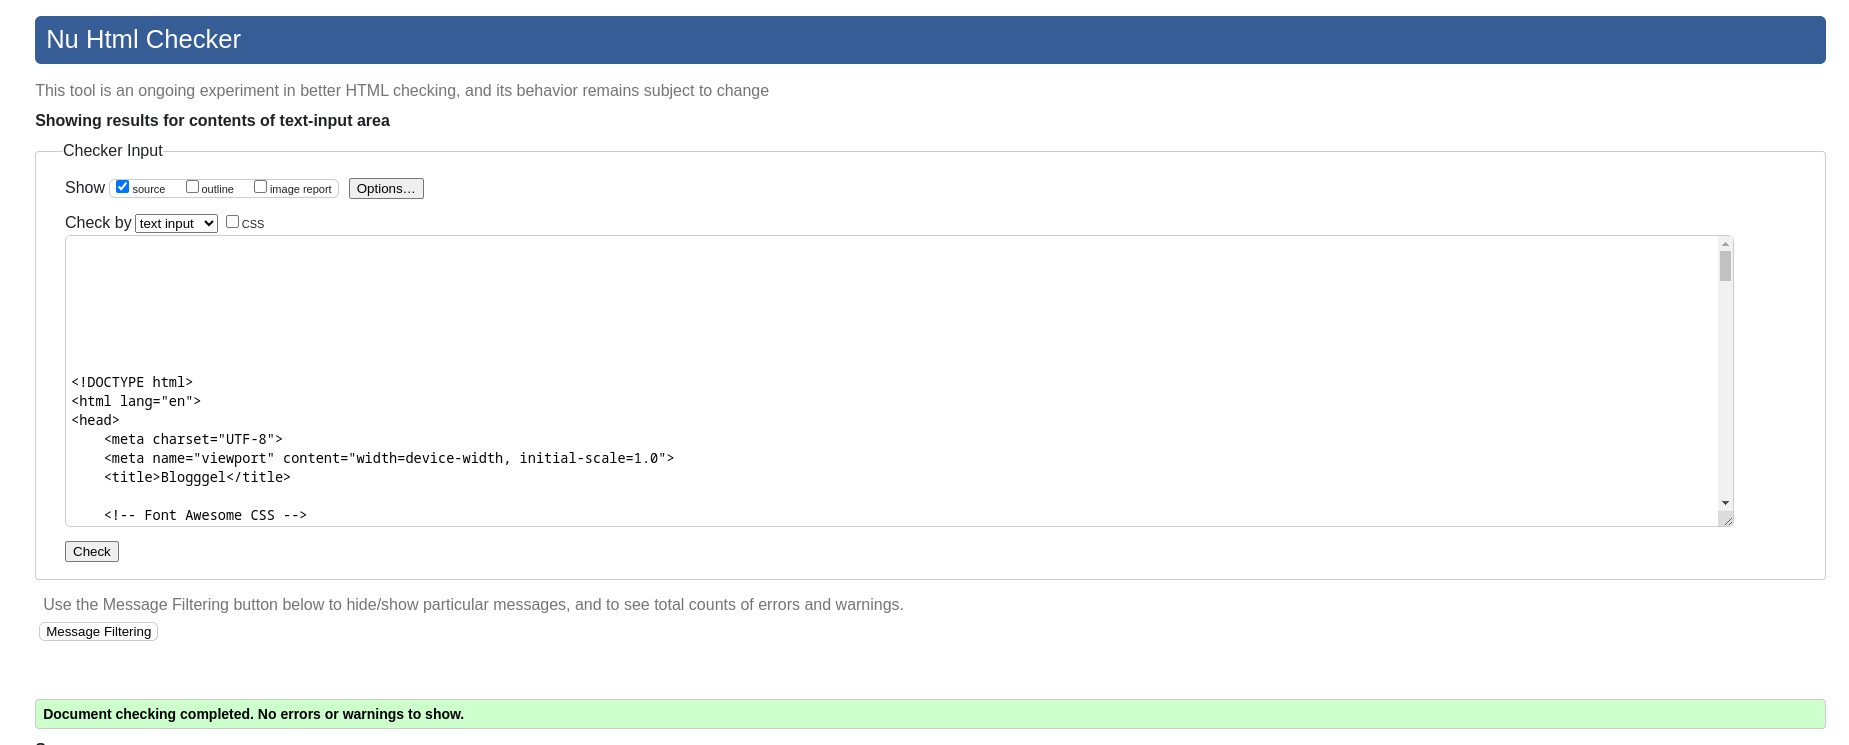 Nu Html Checker
This tool is an ongoing experiment in better HTML checking, and its behavior remains subject to change
Showing results for contents of text-input area
Checker Input
Show source outline image report Options…
Check by text input CSS
<!DOCTYPE html>
<html lang="en">
<head>
    <meta charset="UTF-8">
    <meta name="viewport" content="width=device-width, initial-scale=1.0">
    <title>Blogggel</title>
    <!-- Font Awesome CSS -->
Check
Use the Message Filtering button below to hide/show particular messages, and to see total counts of errors and warnings.
Message Filtering
Document checking completed. No errors or warnings to show.